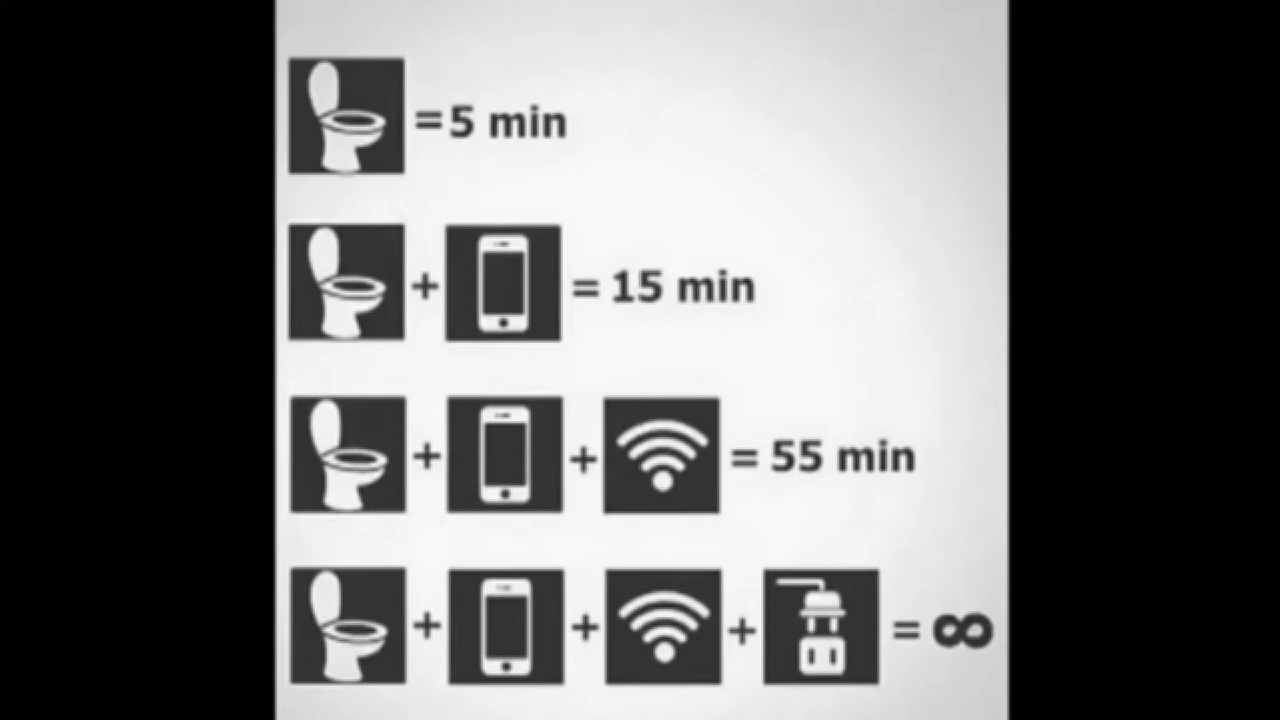 = 5 min
+ = 15 min
+ + = 55 min
+ + + = ∞